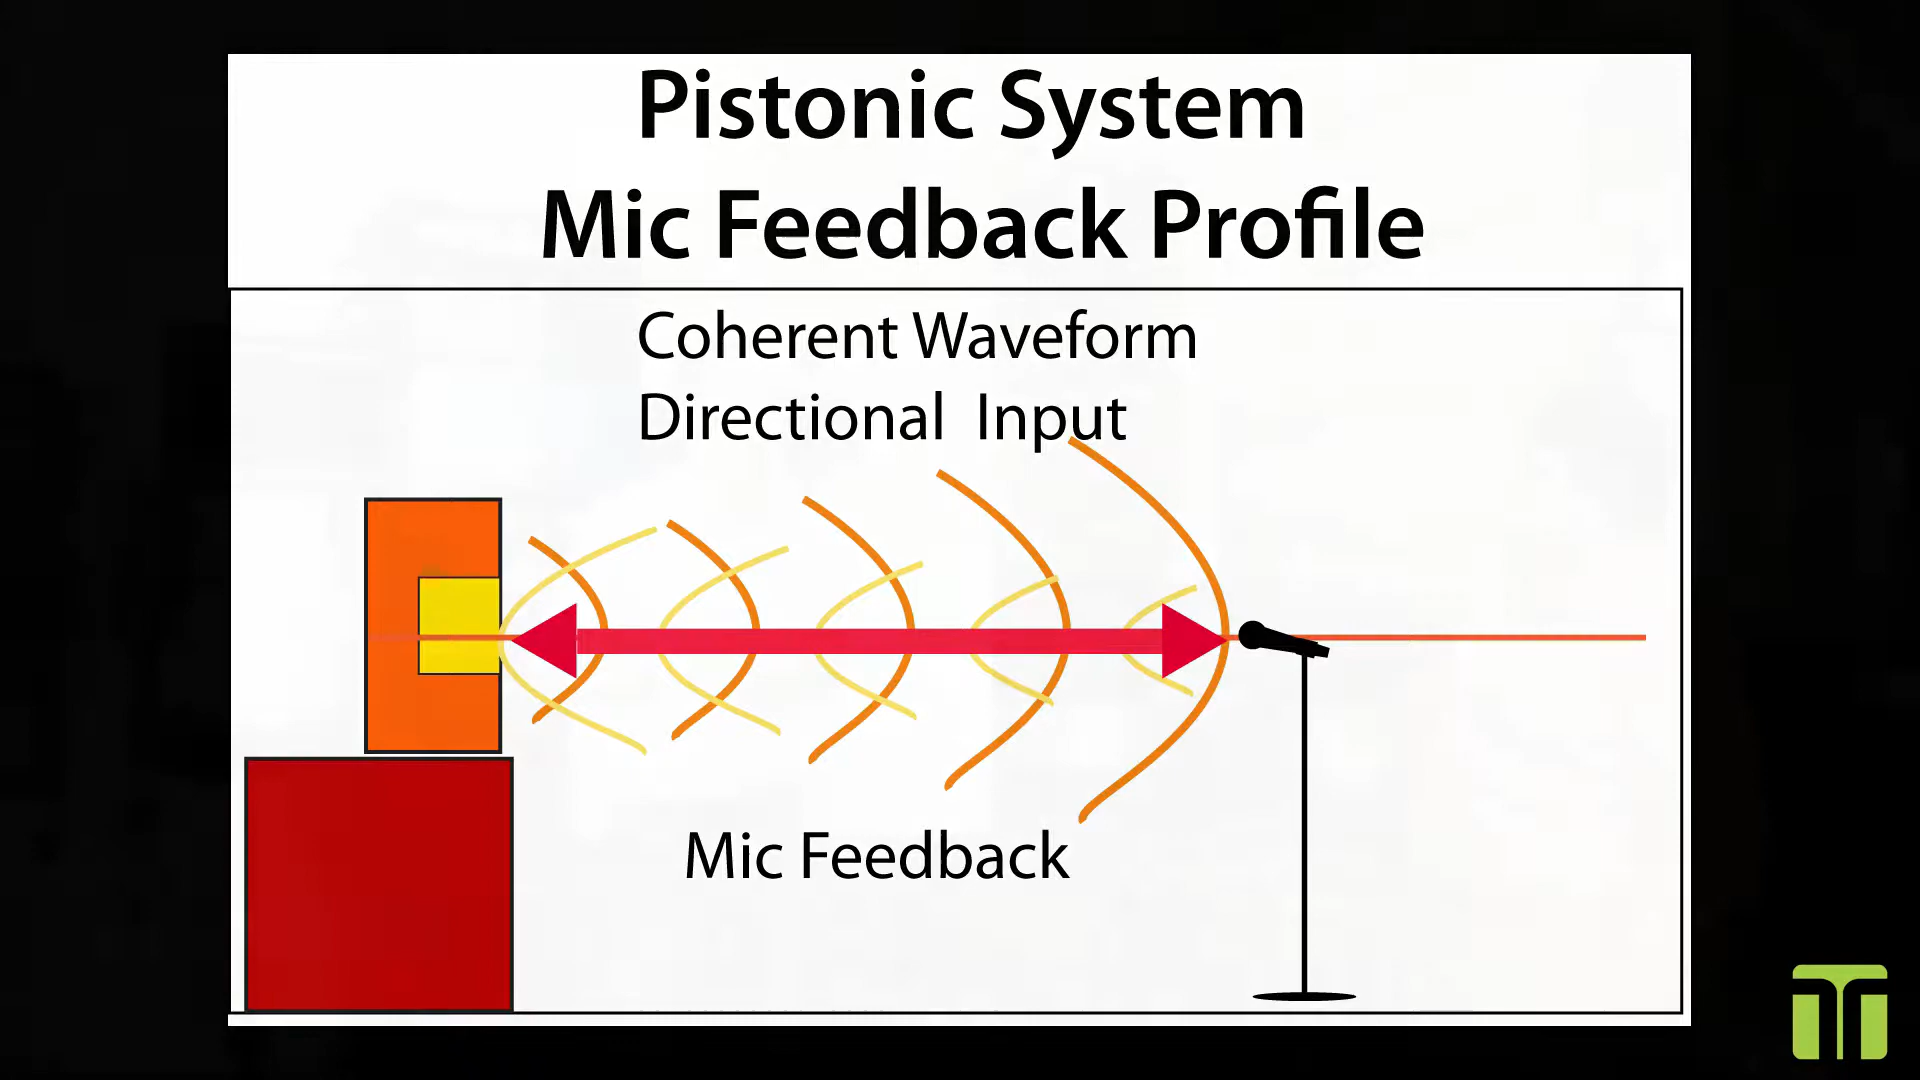 Pistonic System
Mic Feedback Profile
Coherent Waveform
Directional Input
Mic Feedback